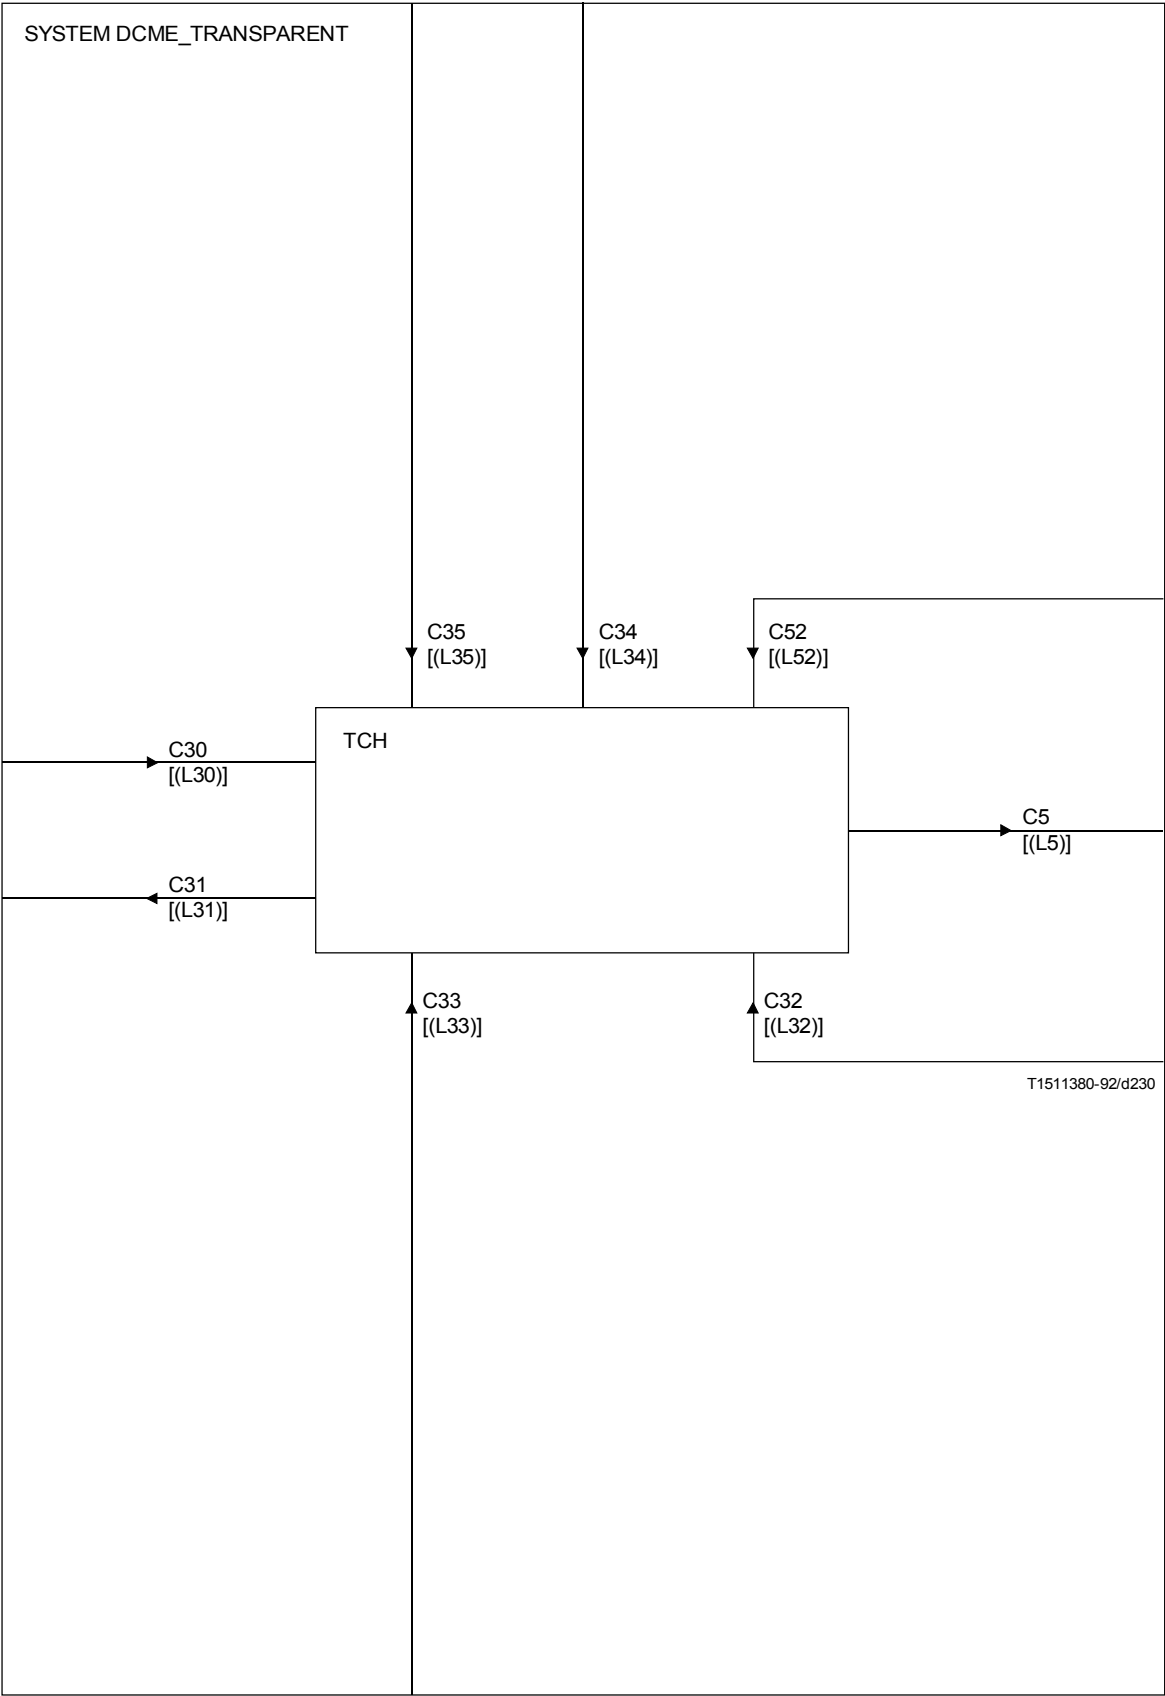 SYSTEM DCME_TRANSPARENT
C35
[(L35)]
C34
[(L34)]
C52
[(L52)]
TCH
C30
[(L30)]
C5
[(L5)]
C31
[(L31)]
C33
[(L33)]
C32
[(L32)]
T1511380-92/d230